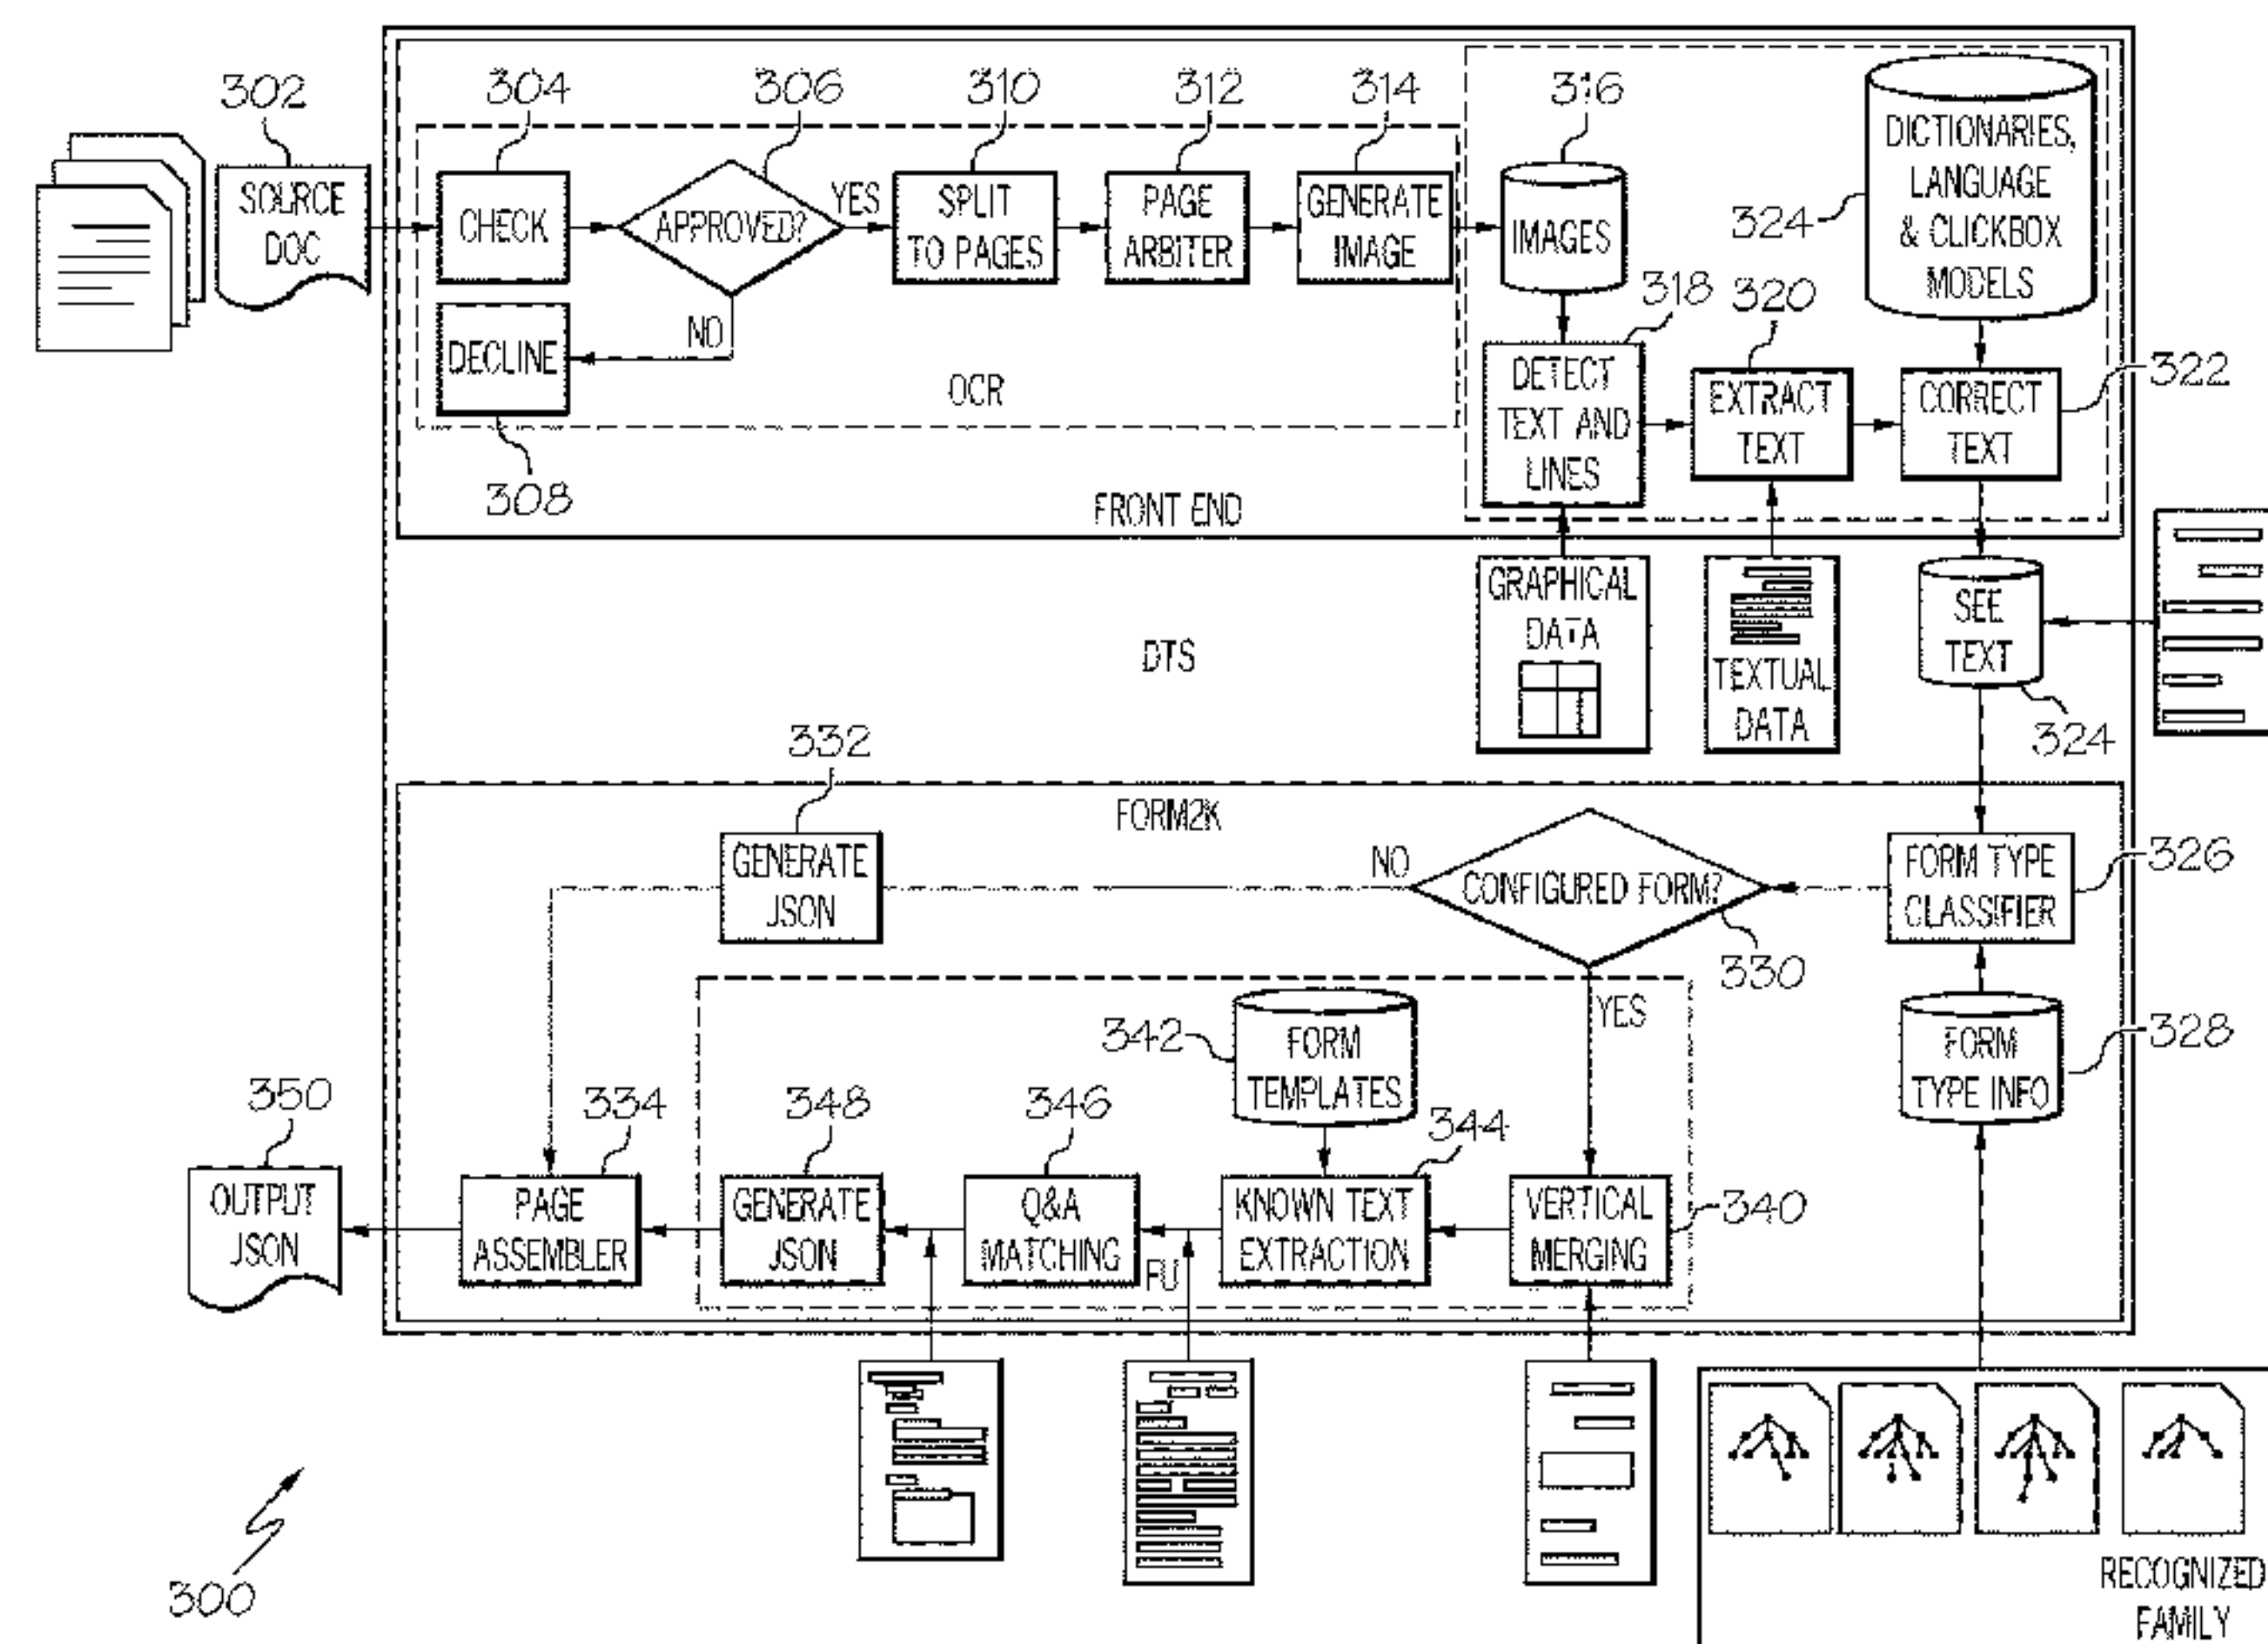 302
SOURCE
DOC
304
CHECK
306
APPROVED?
YES
NO
DECLINE
308
310
SPLIT
TO PAGES
312
PAGE
ARBITER
314
GENERATE
IMAGE
OCR
FRONT END
316
IMAGES
318
DETECT
TEXT AND
LINES
320
EXTRACT
TEXT
324
DICTIONARIES,
LANGUAGE
& CLICKBOX
MODELS
322
CORRECT
TEXT
GRAPHICAL
DATA
TEXTUAL
DATA
SEE
TEXT
324
DTS
FORM2K
326
FORM TYPE
CLASSIFIER
328
FORM
TYPE INFO
CONFIGURED FORM?
330
NO
YES
332
GENERATE
JSON
342
FORM
TEMPLATES
340
VERTICAL
MERGING
344
KNOWN TEXT
EXTRACTION
346
Q&A
MATCHING
FU
348
GENERATE
JSON
334
PAGE
ASSEMBLER
350
OUTPUT
JSON
300
RECOGNIZED
FAMILY